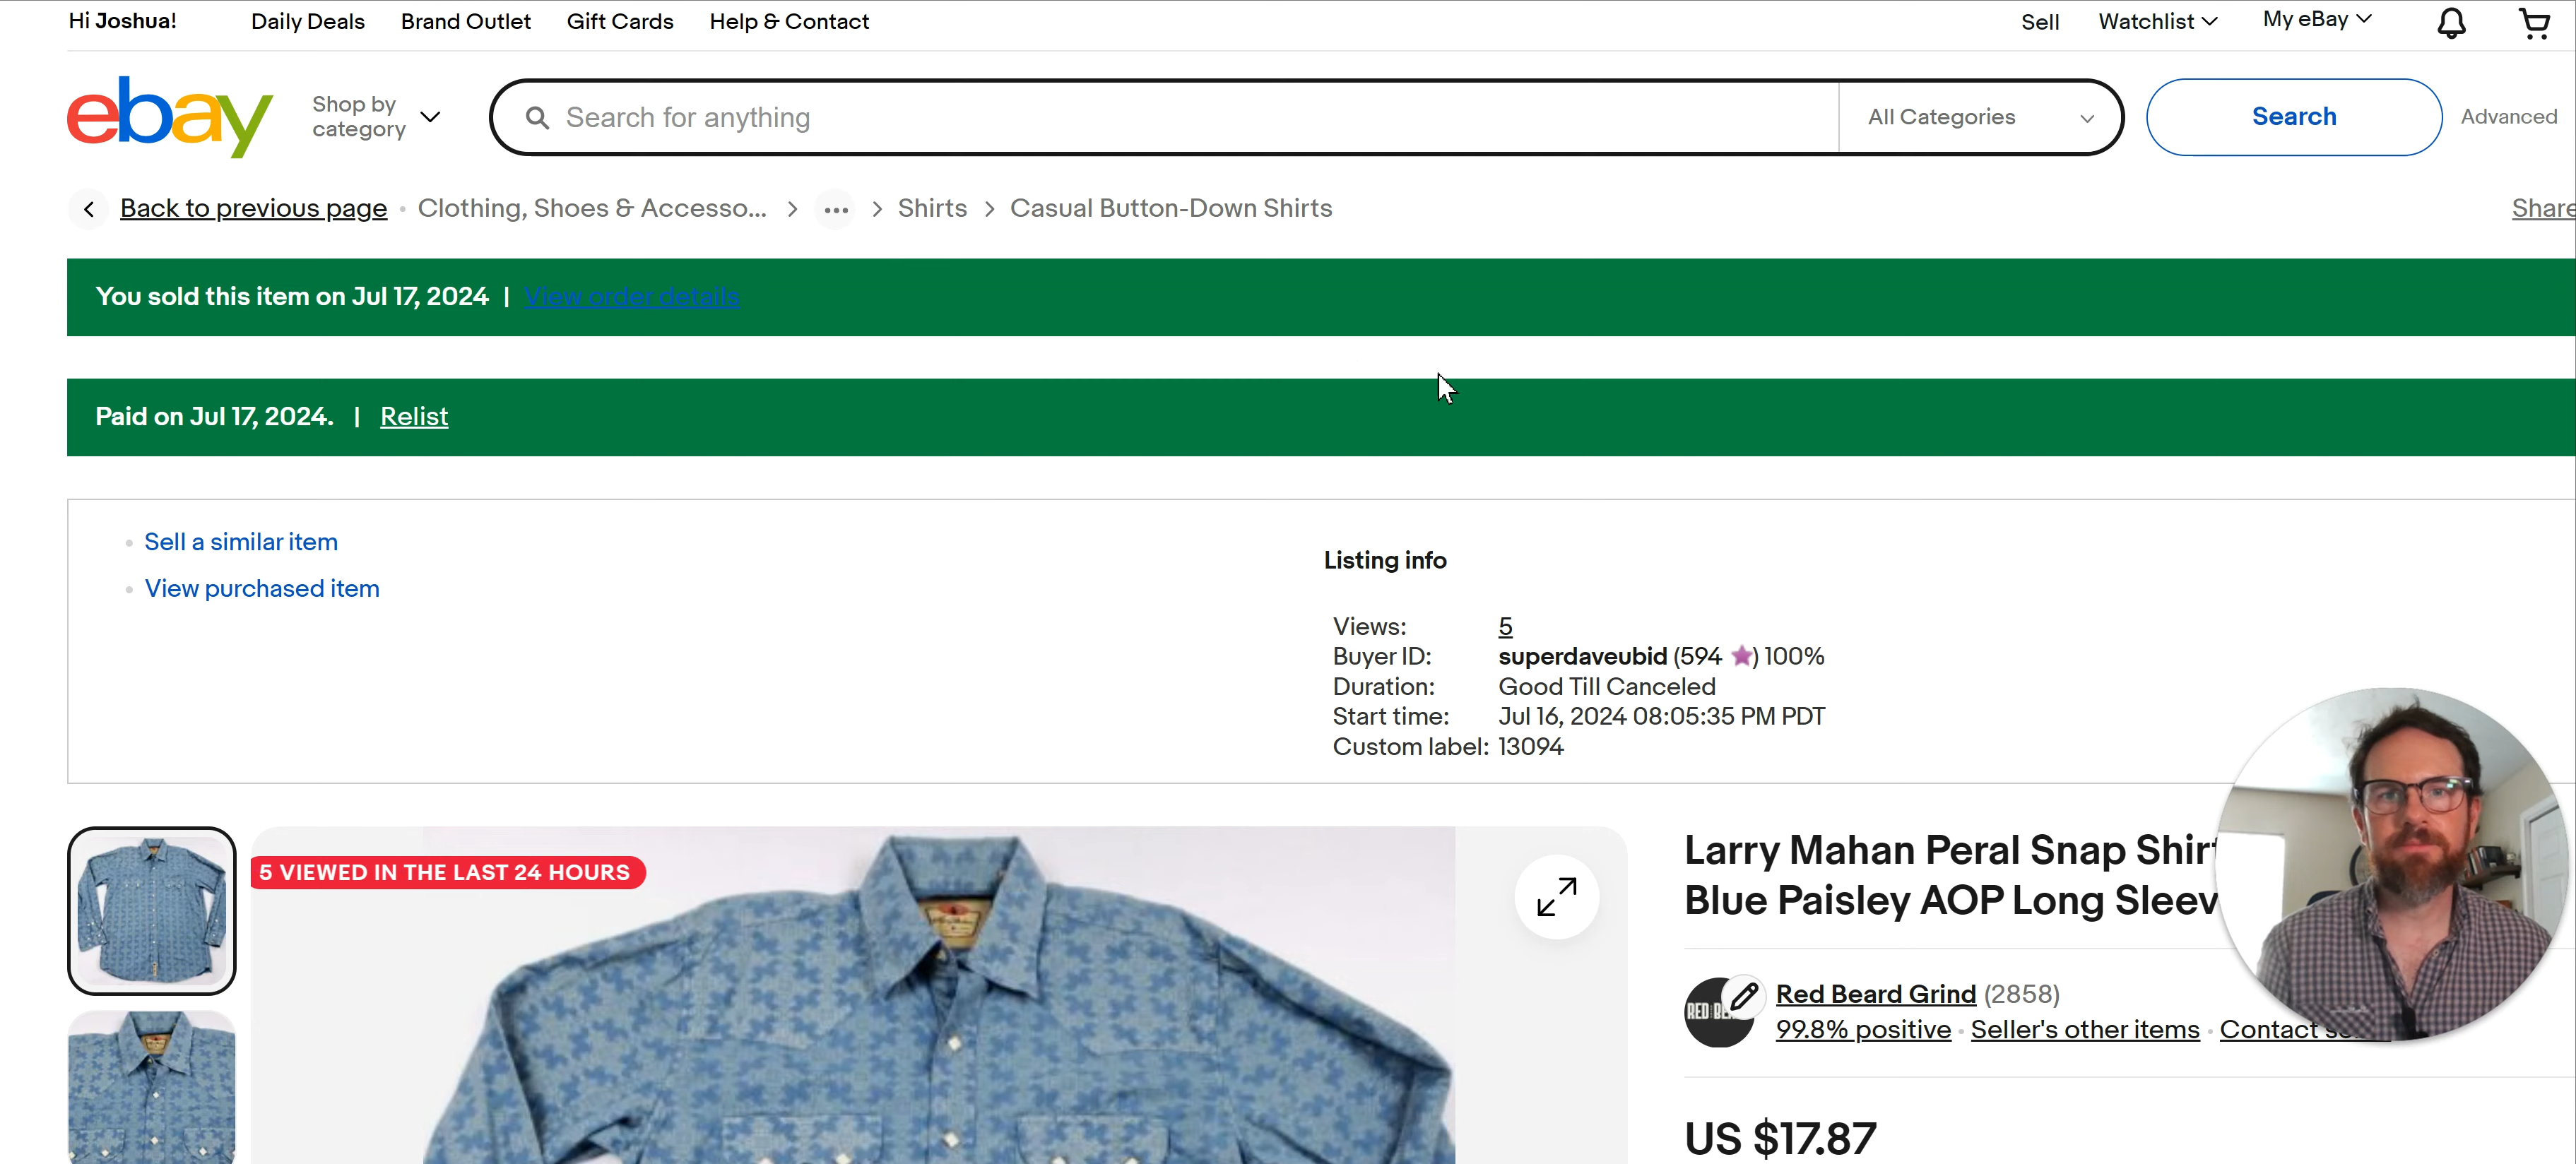 Hi Joshua!
Daily Deals
Brand Outlet
Gift Cards
Help & Contact
Sell
Watchlist
My eBay
ebay
Shop by
category
Search for anything
All Categories
Search
Advanced
Back to previous page
Clothing, Shoes & Accesso...
Shirts
Casual Button-Down Shirts
Share
You sold this item on Jul 17, 2024 | View order details
Paid on Jul 17, 2024. | Relist
Sell a similar item
View purchased item
Listing info
Views: 5
Buyer ID: superdaveubid (594 ) 100%
Duration: Good Till Canceled
Start time: Jul 16, 2024 08:05:35 PM PDT
Custom label: 13094
5 VIEWED IN THE LAST 24 HOURS
Larry Mahan Peral Snap Shirt
Blue Paisley AOP Long Sleev
RED BE
Red Beard Grind (2858)
99.8% positive
Seller's other items
Contact
US $17.87